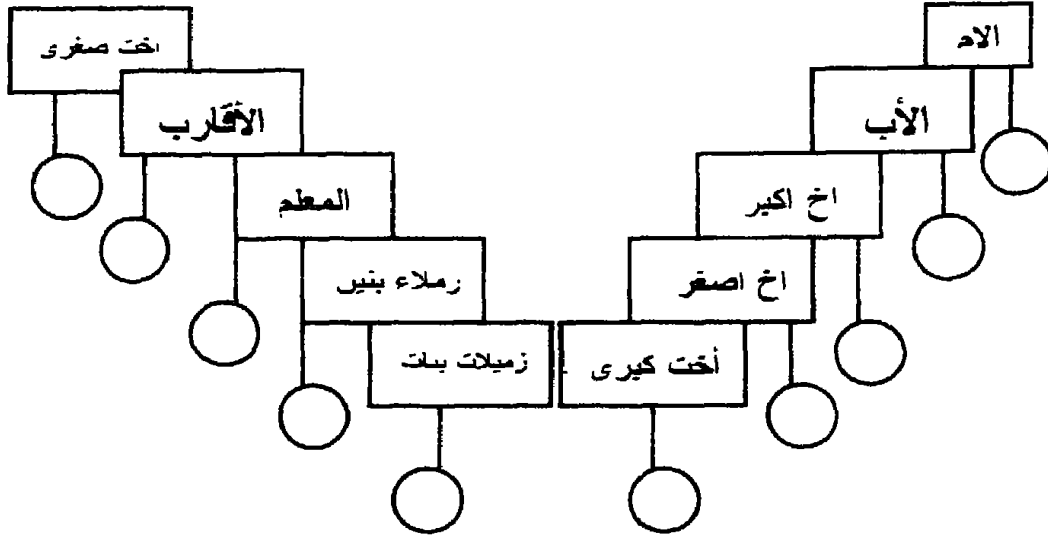 الام
الأب
اخ اكبر
اخ اصغر
أخت كبرى
اخت صغرى
الأقارب
المعلم
زملاء بنين
زميلات بنات